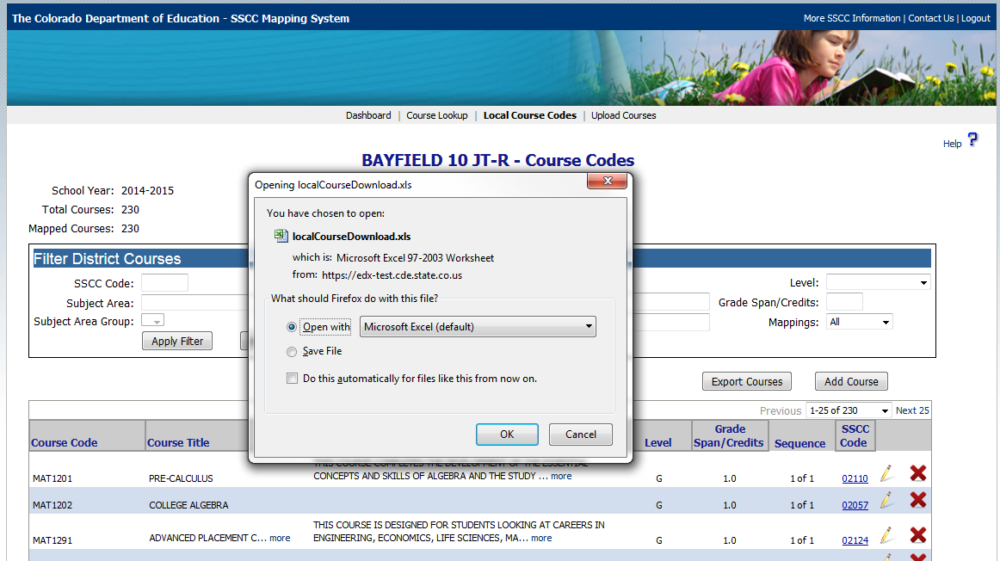 The Colorado Department of Education - SSCC Mapping System
More SSCC Information | Contact Us | Logout
Dashboard | Course Lookup | Local Course Codes | Upload Courses
Help ?
BAYFIELD 10 JT-R - Course Codes
School Year: 2014-2015
Total Courses: 230
Mapped Courses: 230
Filter District Courses
SSCC Code:
Level:
Subject Area:
Grade Span/Credits:
Subject Area Group:
Mappings: All
Apply Filter
Opening localCourseDownload.xls
You have chosen to open:
localCourseDownload.xls
which is: Microsoft Excel 97-2003 Worksheet
from: https://edx-test.cde.state.co.us
What should Firefox do with this file?
Open with Microsoft Excel (default)
Save File
Do this automatically for files like this from now on.
OK Cancel
Export Courses Add Course
Previous 1-25 of 230 Next 25
Course Code Course Title Level Grade Span/Credits Sequence SSCC Code
THIS COURSE COMPLETES THE DEVELOPMENT OF THE ESSENTIAL
MAT1201 PRE-CALCULUS CONCEPTS AND SKILLS OF ALGEBRA AND THE STUDY ... more G 1.0 1 of 1 02110
MAT1202 COLLEGE ALGEBRA G 1.0 1 of 1 02057
THIS COURSE IS DESIGNED FOR STUDENTS LOOKING AT CAREERS IN
MAT1291 ADVANCED PLACEMENT C... more ENGINEERING, ECONOMICS, LIFE SCIENCES, MA... more G 1.0 1 of 1 02124